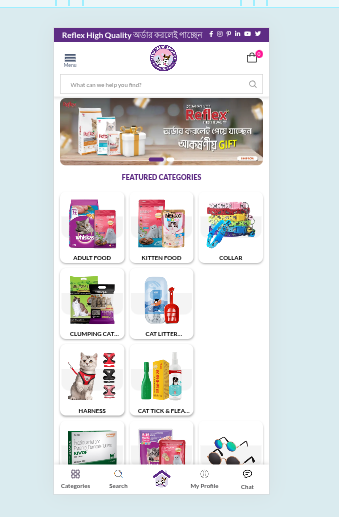 Reflex High Quality অর্ডার করলেই পাচ্ছেন
Menu
0
What can we help you find?
Reflex
অর্ডার করলেই পেয়ে যাচ্ছেন
আকর্ষণীয় GIFT
FEATURED CATEGORIES
whiskas
ADULT FOOD
KITTEN FOOD
COLLAR
CLUMPING CAT...
CAT LITTER...
HARNESS
CAT TICK & FLEA...
Categories
Search
My Profile
Chat